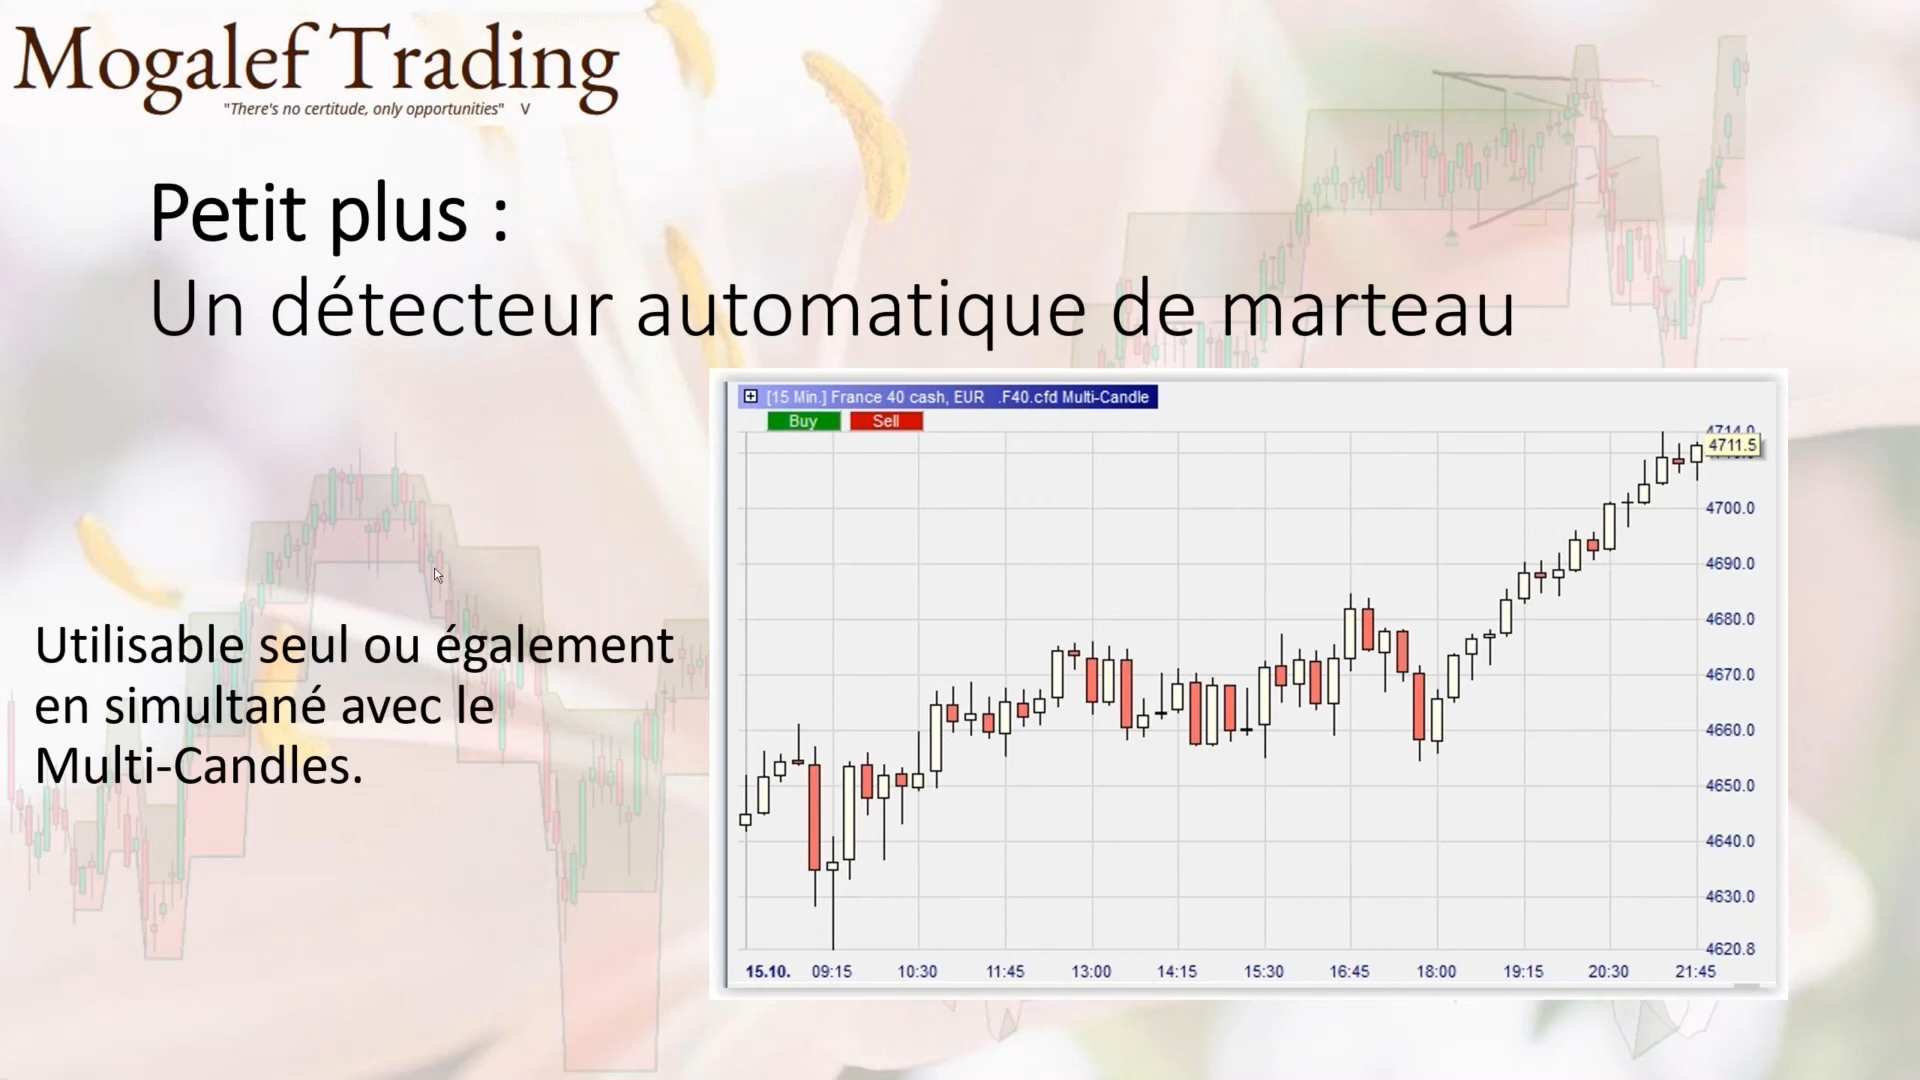 Mogalef Trading
"There's no certitude, only opportunities" V
Petit plus :
Un détecteur automatique de marteau
Utilisable seul ou également
en simultané avec le
Multi-Candles.
[15 Min.] France 40 cash, EUR .F40.cfd Multi-Candle
Buy Sell
4714.0
4711.5
4700.0
4690.0
4680.0
4670.0
4660.0
4650.0
4640.0
4630.0
4620.8
15.10. 09:15 10:30 11:45 13:00 14:15 15:30 16:45 18:00 19:15 20:30 21:45